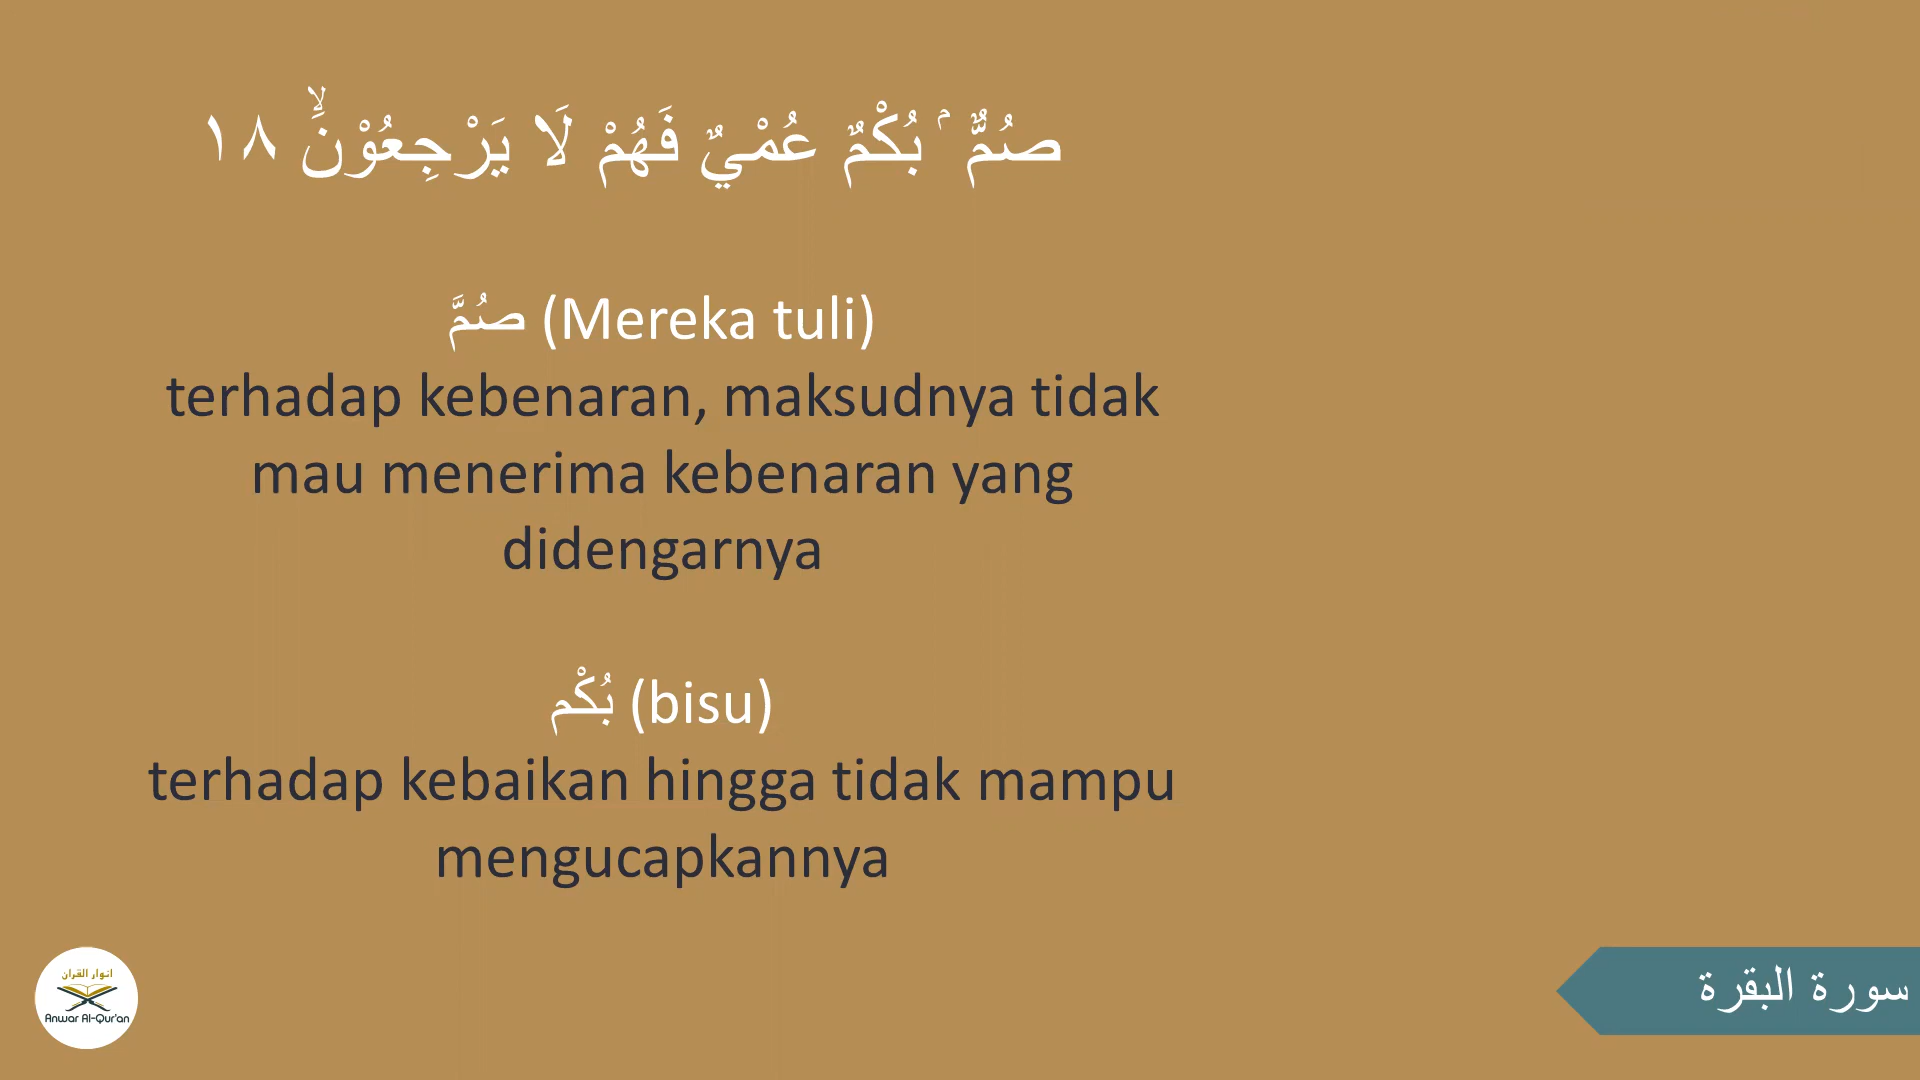 صُمٌّ ۢ بُكْمٌ عُمْيٌ فَهُمْ لَا يَرْجِعُوْنَۙ ١٨
صُمَّ (Mereka tuli)
terhadap kebenaran, maksudnya tidak
mau menerima kebenaran yang
didengarnya
بُكْم (bisu)
terhadap kebaikan hingga tidak mampu
mengucapkannya
انوار القران
Anwar Al-Qur'an
سورة البقرة